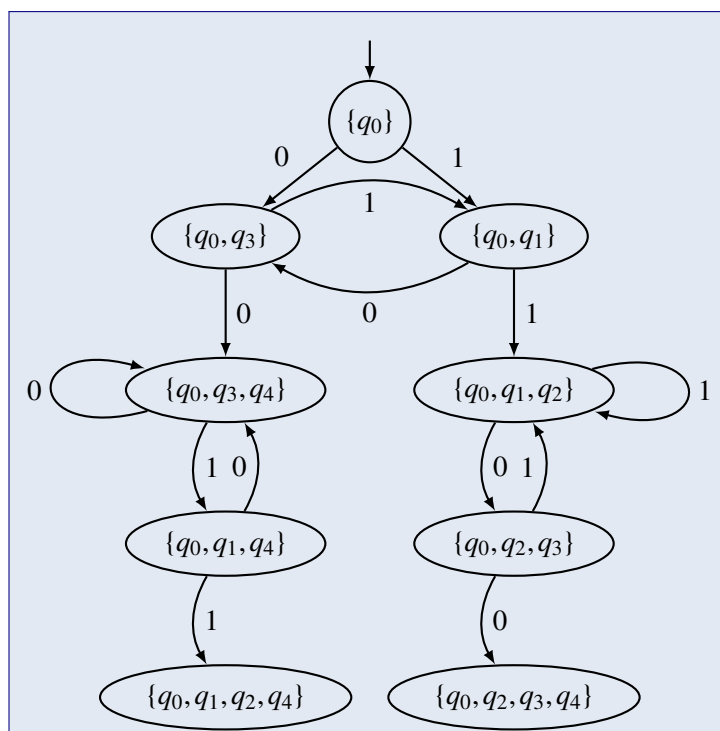 {q₀}
0 1
1
{q₀, q₃} {q₀, q₁}
0
0 1
0 {q₀, q₃, q₄} {q₀, q₁, q₂} 1
1 0 0 1
{q₀, q₁, q₄} {q₀, q₂, q₃}
1 0
{q₀, q₁, q₂, q₄} {q₀, q₂, q₃, q₄}